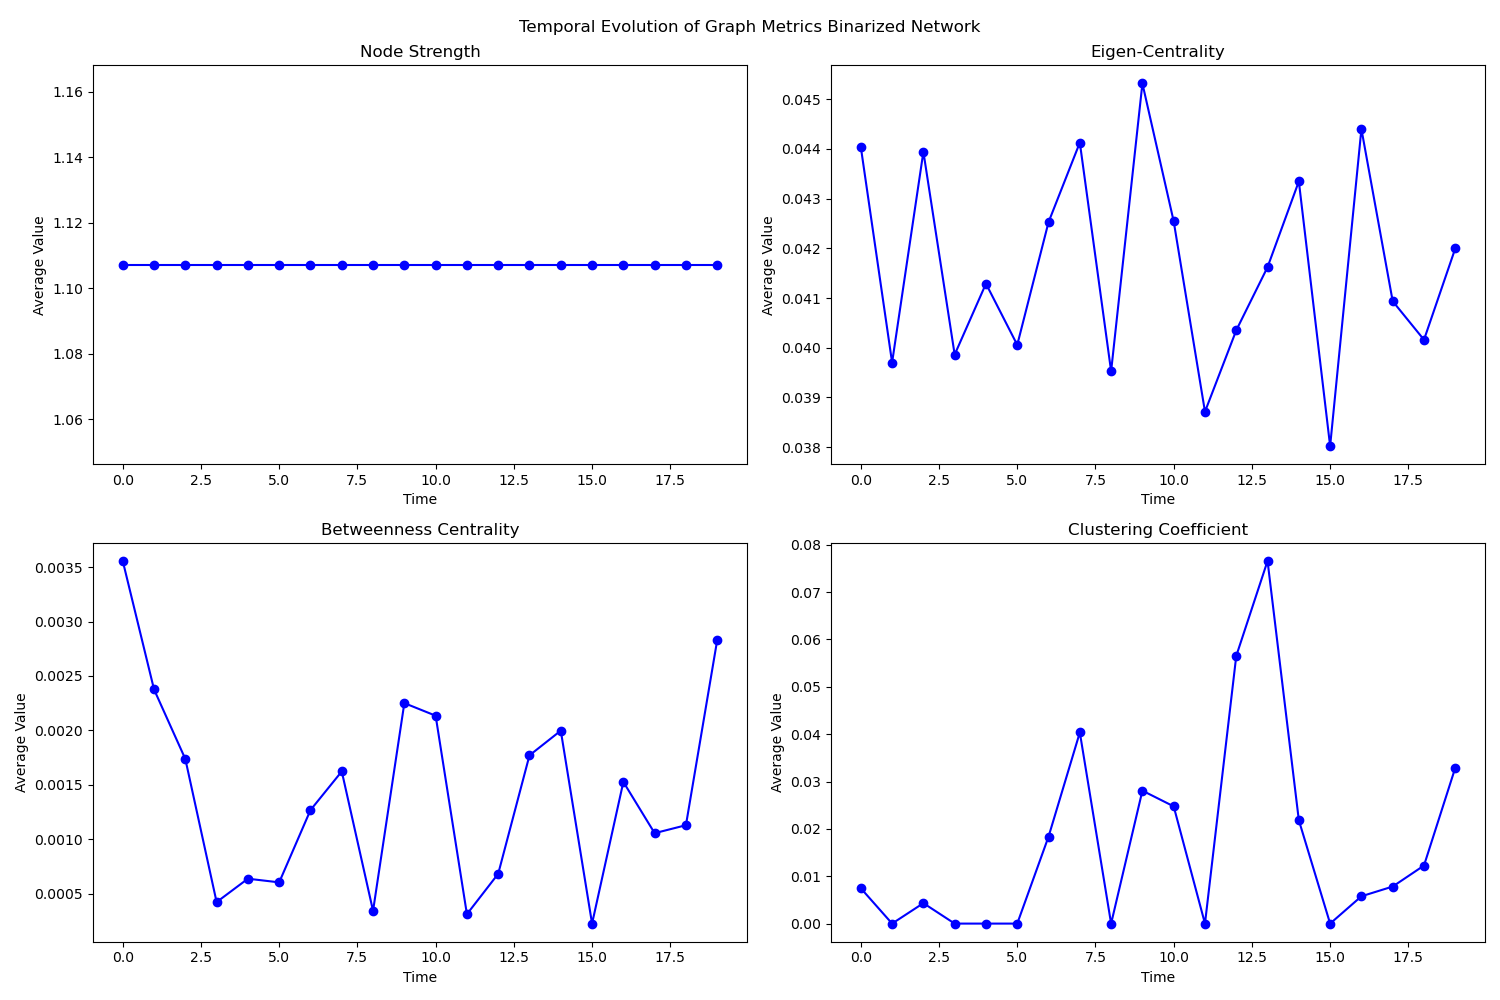 Temporal Evolution of Graph Metrics Binarized Network
Node Strength
1.16
1.14
1.12
1.10
1.08
1.06
Average Value
0.0 2.5 5.0 7.5 10.0 12.5 15.0 17.5
Time
Eigen-Centrality
0.045
0.044
0.043
0.042
0.041
0.040
0.039
0.038
Average Value
0.0 2.5 5.0 7.5 10.0 12.5 15.0 17.5
Time
Betweenness Centrality
0.0035
0.0030
0.0025
0.0020
0.0015
0.0010
0.0005
Average Value
0.0 2.5 5.0 7.5 10.0 12.5 15.0 17.5
Time
Clustering Coefficient
0.08
0.07
0.06
0.05
0.04
0.03
0.02
0.01
0.00
Average Value
0.0 2.5 5.0 7.5 10.0 12.5 15.0 17.5
Time